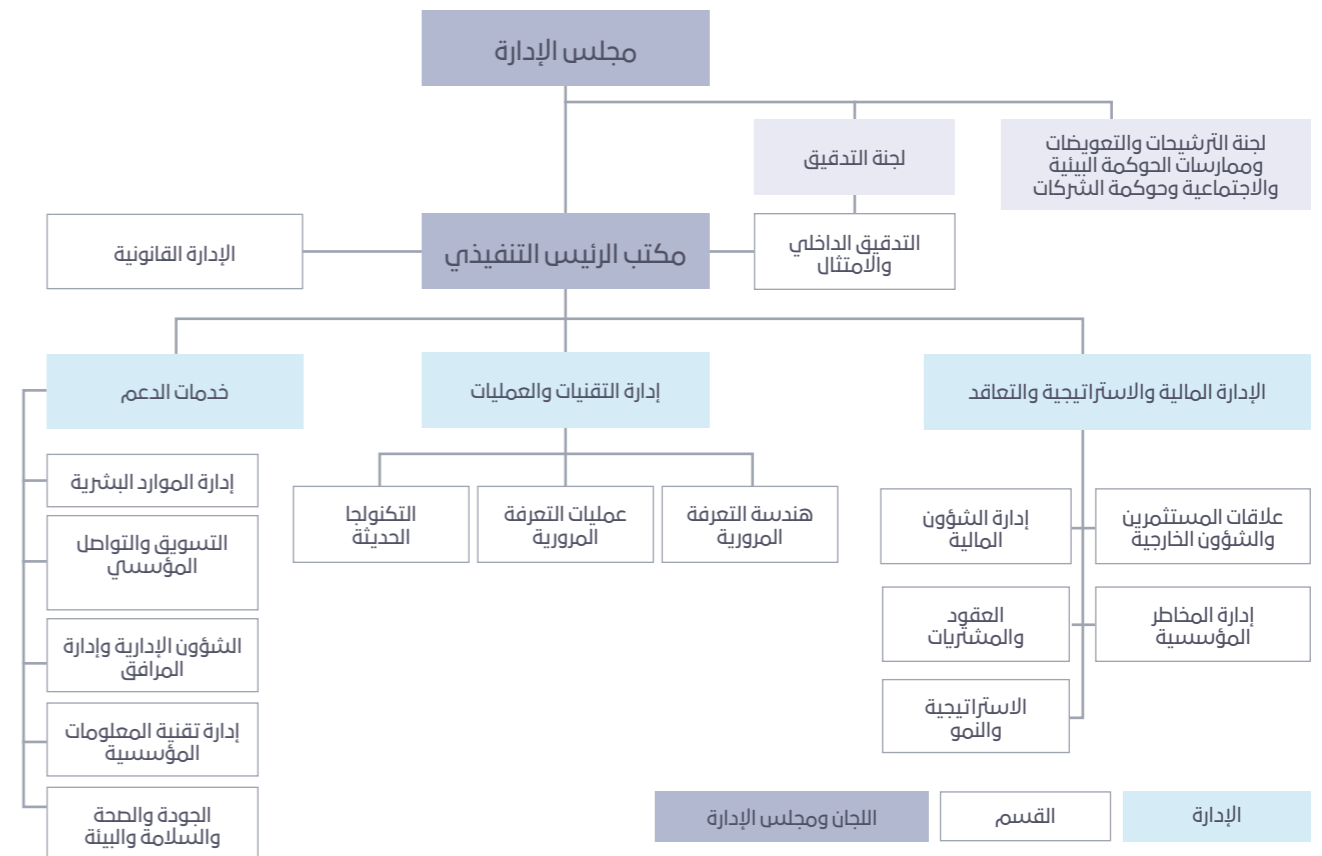 مجلس الإدارة
لجنة الترشيحات والتعويضات
وممارسات الحوكمة البيئية
والاجتماعية وحوكمة الشركات
لجنة التدقيق
التدقيق الداخلي
والامتثال
مكتب الرئيس التنفيذي
الإدارة القانونية
الإدارة المالية والاستراتيجية والتعاقد
إدارة التقنيات والعمليات
خدمات الدعم
علاقات المستثمرين
والشؤون الخارجية
إدارة الشؤون
المالية
إدارة المخاطر
المؤسسية
العقود
والمشتريات
الاستراتيجية
والنمو
هندسة التعرفة
المرورية
عمليات التعرفة
المرورية
التكنولجا
الحديثة
إدارة الموارد البشرية
التسويق والتواصل
المؤسسي
الشؤون الإدارية وإدارة
المرافق
إدارة تقنية المعلومات
المؤسسية
الجودة والصحة
والسلامة والبيئة
الإدارة
القسم
اللجان ومجلس الإدارة